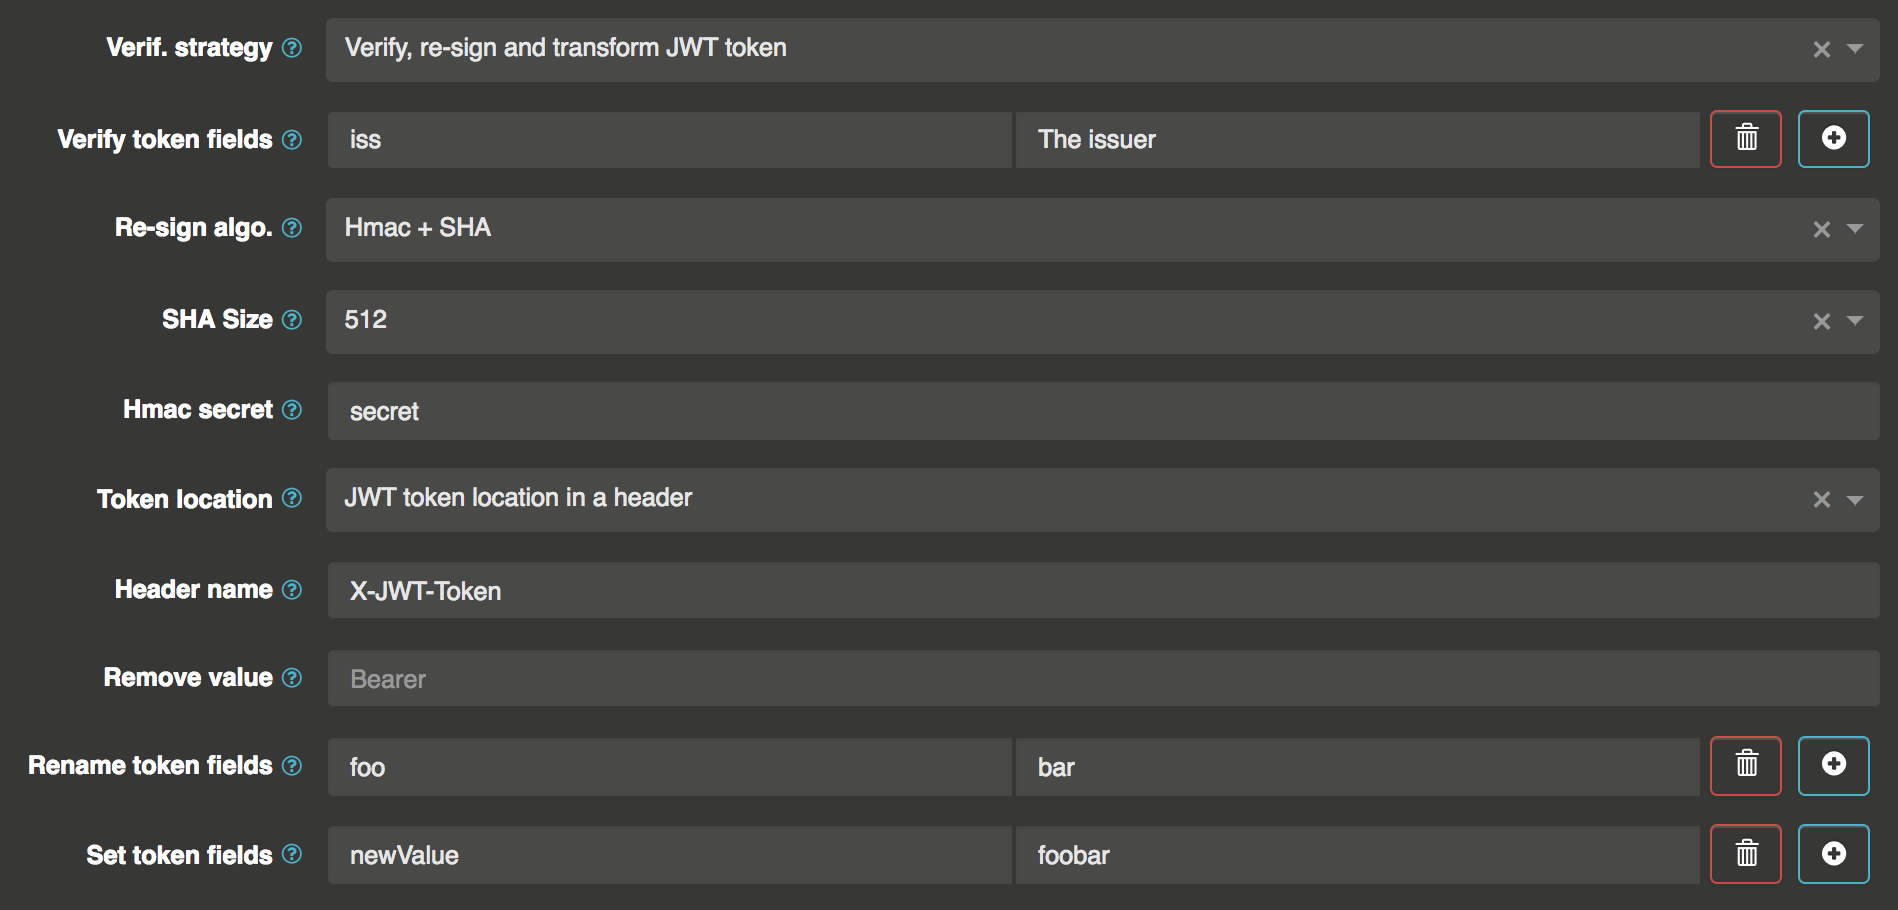 Verif. strategy ? Verify, re-sign and transform JWT token
Verify token fields ? iss The issuer
Re-sign algo. ? Hmac + SHA
SHA Size ? 512
Hmac secret ? secret
Token location ? JWT token location in a header
Header name ? X-JWT-Token
Remove value ? Bearer
Rename token fields ? foo bar
Set token fields ? newValue foobar